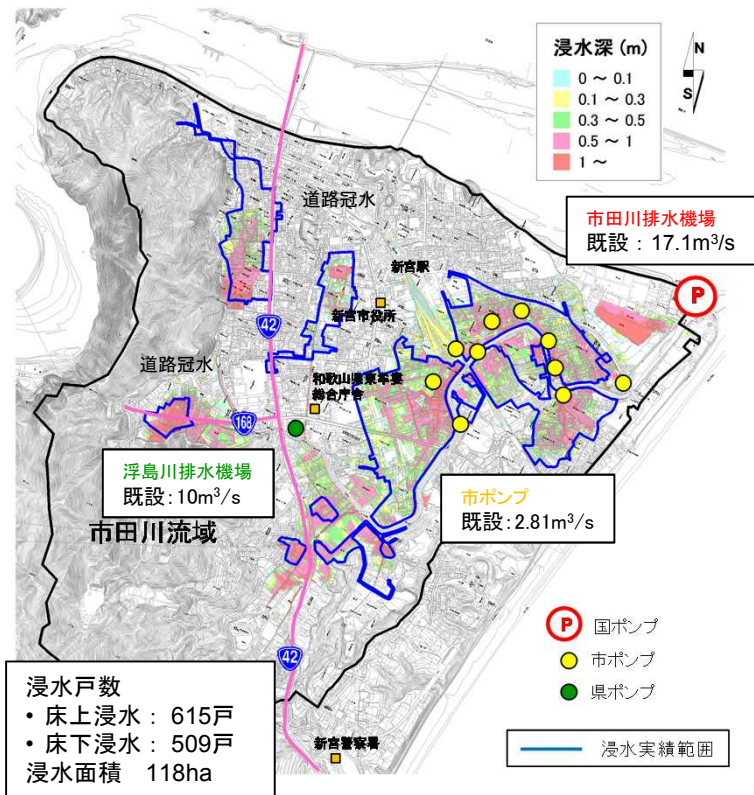 浸水深 (m)
0 ～ 0.1
0.1 ～ 0.3
0.3 ～ 0.5
0.5 ～ 1
1 ～
N
S
道路冠水
市田川排水機場
既設：17.1m³/s
P
新宮駅
新宮市役所
42
道路冠水
和歌山県東牟婁
総合庁舎
168
浮島川排水機場
既設：10m³/s
市ポンプ
既設：2.81m³/s
市田川流域
P 国ポンプ
市ポンプ
県ポンプ
42
浸水戸数
• 床上浸水： 615戸
• 床下浸水： 509戸
浸水面積 118ha
新宮警察署
浸水実績範囲